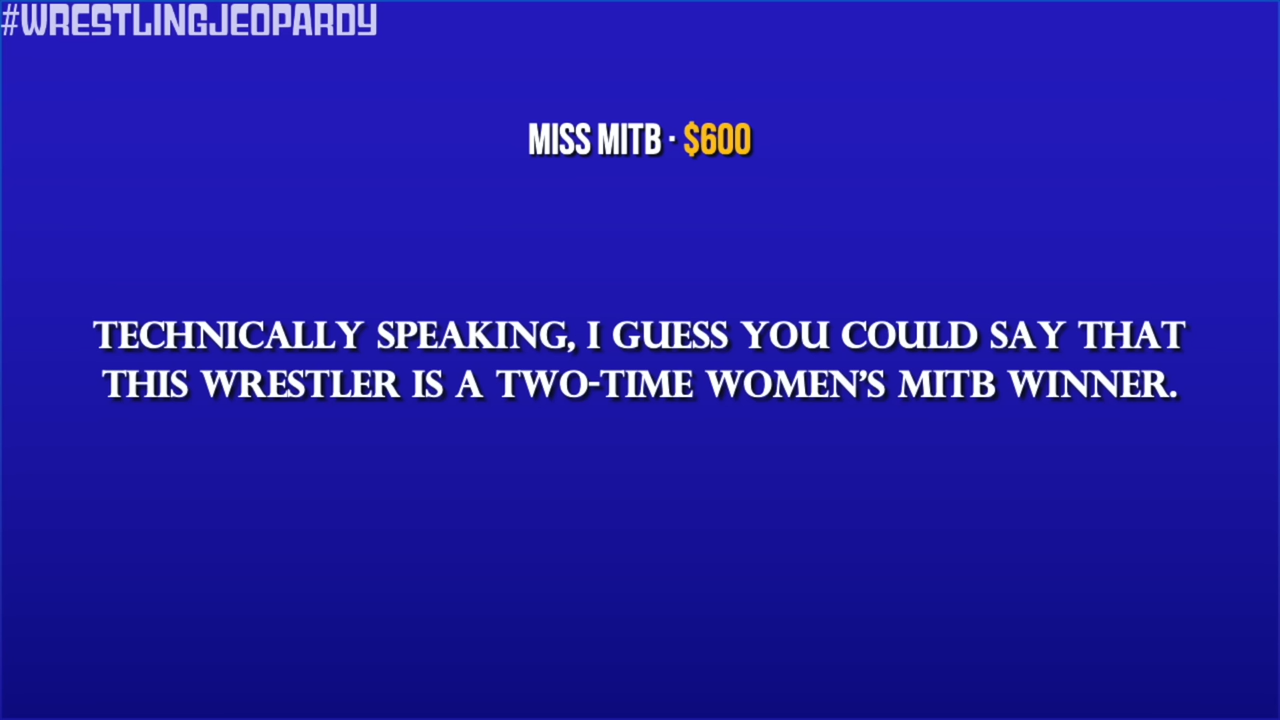 #WRESTLINGJEOPARDY
MISS MITB · $600
TECHNICALLY SPEAKING, I GUESS YOU COULD SAY THAT
THIS WRESTLER IS A TWO-TIME WOMEN’S MITB WINNER.